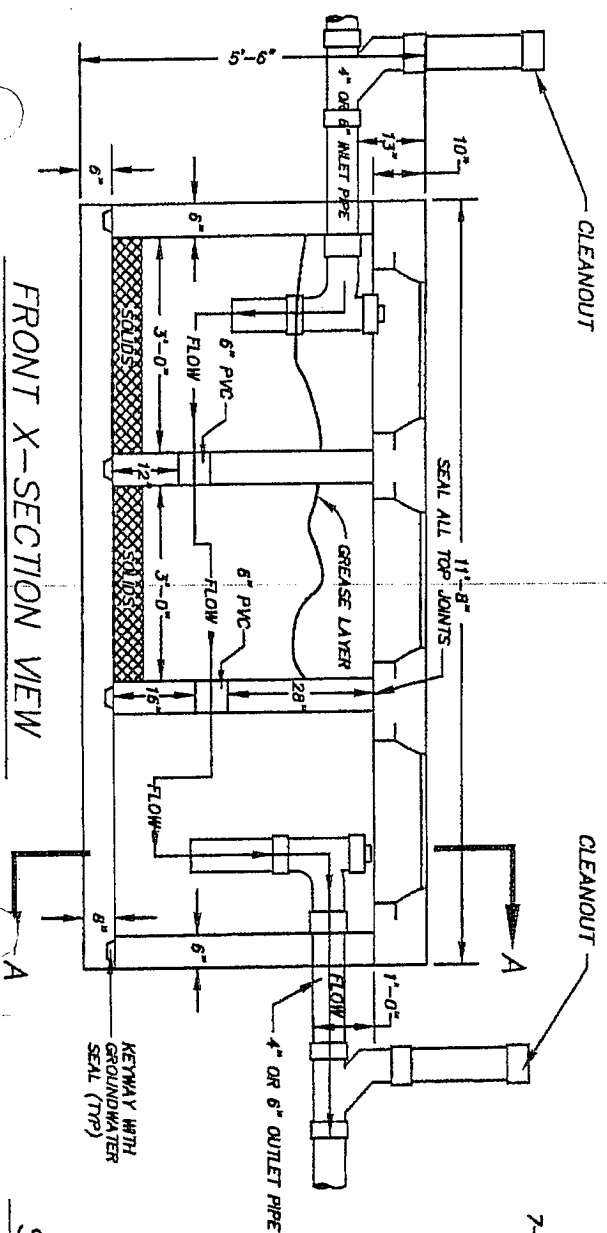 CLEANOUT
CLEANOUT
5'-6"
13"
10"
4" OR 6" INLET PIPE
11'-8"
SEAL ALL TOP JOINTS
6"
6"
SOLIDS
3'-0"
FLOW
6" PVC
12"
SOLIDS
3'-0"
FLOW
6" PVC
GREASE LAYER
16"
28"
FLOW
8"
6"
A
A
1'-0"
FLOW
4" OR 6" OUTLET PIPE
KEYWAY WITH
GROUNDWATER
SEAL (TYP)
FRONT X-SECTION VIEW
7-